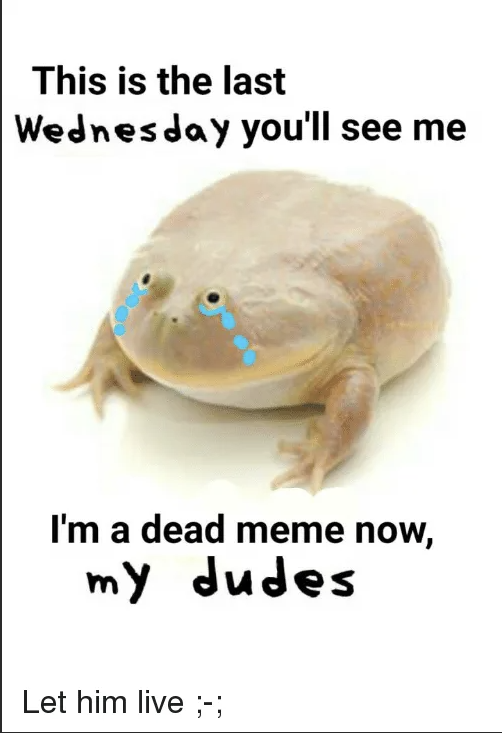 This is the last
Wednesday you'll see me
I'm a dead meme now,
my dudes
Let him live ;-;